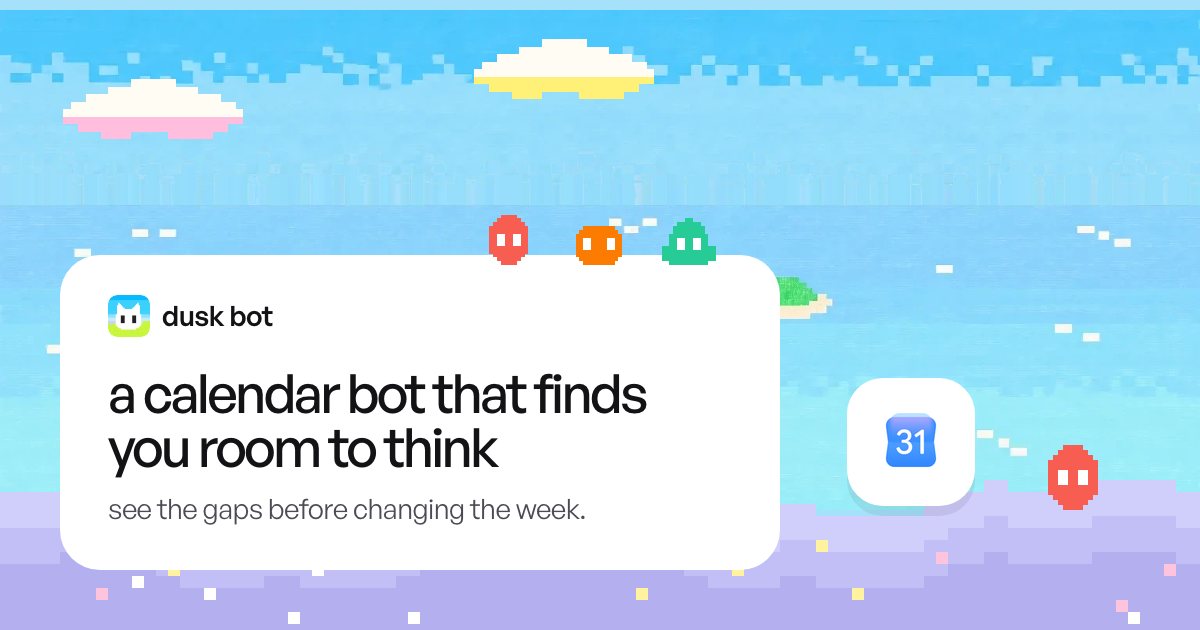 dusk bot
a calendar bot that finds
you room to think
see the gaps before changing the week.
31